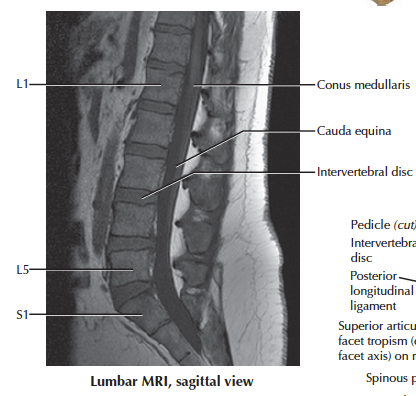 L1
Conus medullaris
Cauda equina
Intervertebral disc
L5
S1
Lumbar MRI, sagittal view
Pedicle (cut)
Intervertebra
disc
Posterior
longitudinal
ligament
Superior articu
facet tropism (
facet axis) on
Spinous